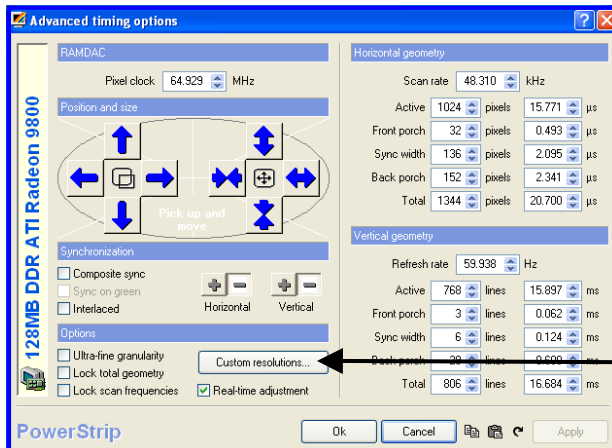 Advanced timing options
128MB DDR ATI Radeon 9800
RAMDAC
Pixel clock 64.929 MHz
Position and size
Pick up and
move
Synchronization
Composite sync
Sync on green
Interlaced
Horizontal Vertical
Options
Ultra-fine granularity
Lock total geometry
Lock scan frequencies
Custom resolutions...
Real-time adjustment
Horizontal geometry
Scan rate 48.310 kHz
Active 1024 pixels 15.771 µs
Front porch 32 pixels 0.493 µs
Sync width 136 pixels 2.095 µs
Back porch 152 pixels 2.341 µs
Total 1344 pixels 20.700 µs
Vertical geometry
Refresh rate 59.938 Hz
Active 768 lines 15.897 ms
Front porch 3 lines 0.062 ms
Sync width 6 lines 0.124 ms
Back porch lines ms
Total 806 lines 16.684 ms
PowerStrip
Ok Cancel Apply